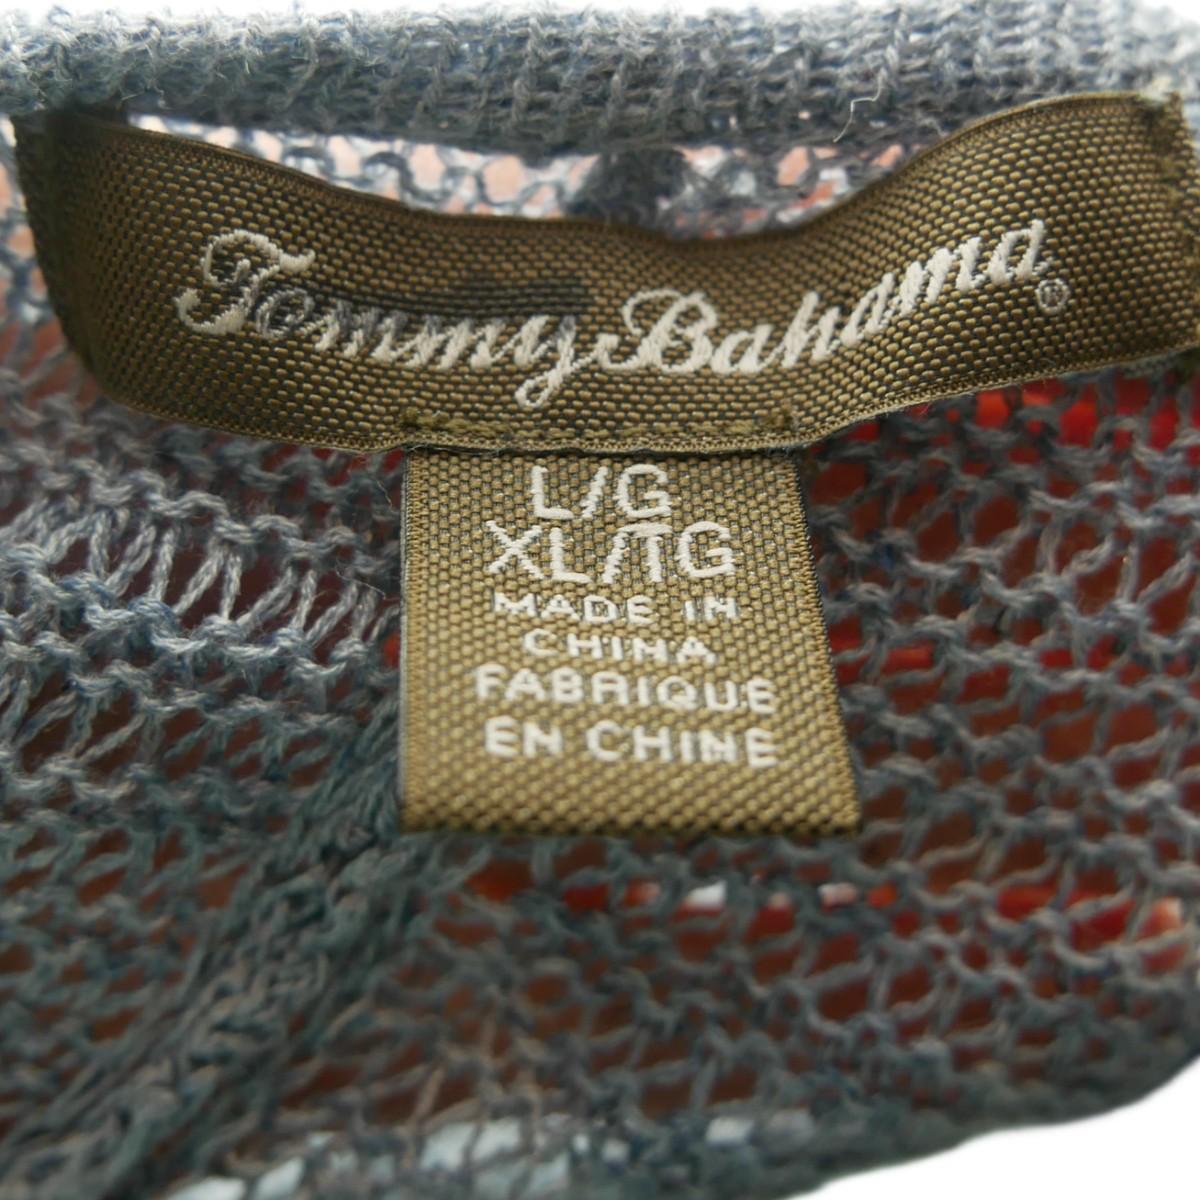 Tommy Bahama®
L/G
XL/TG
MADE IN
CHINA
FABRIQUE
EN CHINE